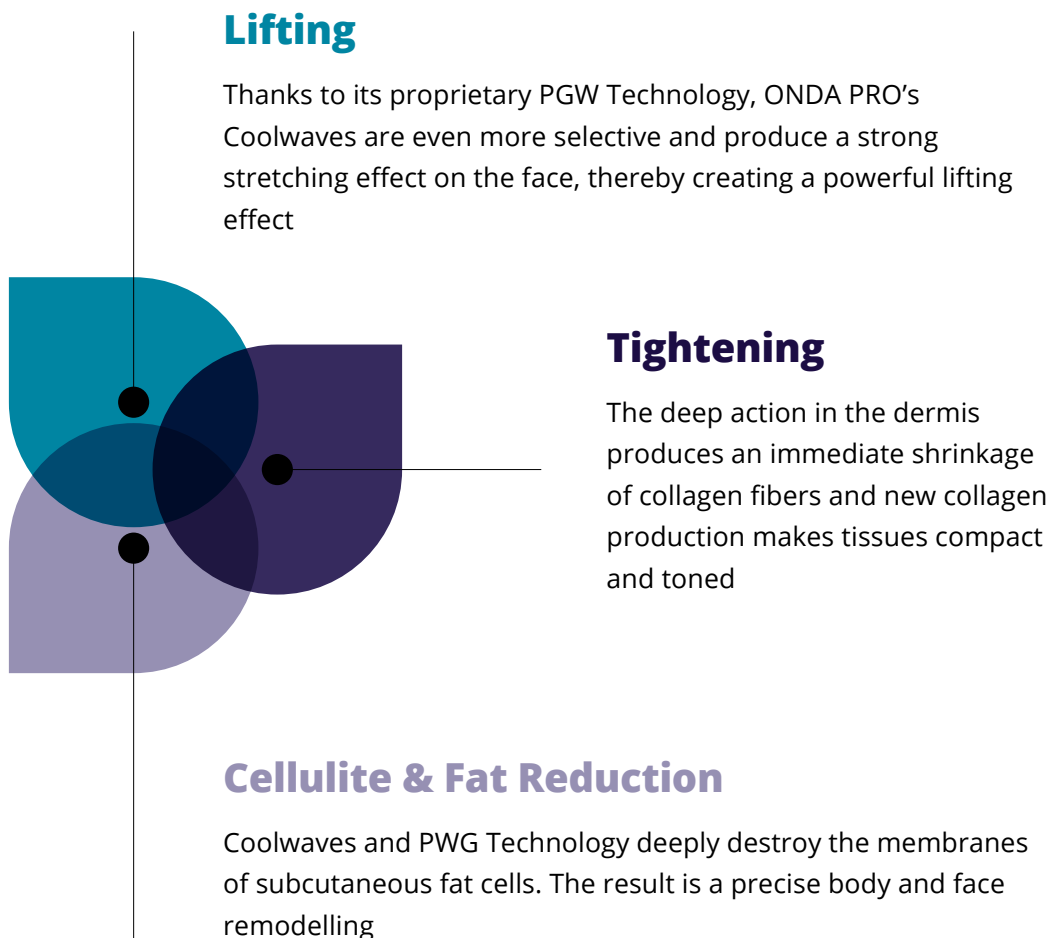 Lifting
Thanks to its proprietary PGW Technology, ONDA PRO’s
Coolwaves are even more selective and produce a strong
stretching effect on the face, thereby creating a powerful lifting
effect
Tightening
The deep action in the dermis
produces an immediate shrinkage
of collagen fibers and new collagen
production makes tissues compact
and toned
Cellulite & Fat Reduction
Coolwaves and PWG Technology deeply destroy the membranes
of subcutaneous fat cells. The result is a precise body and face
remodelling